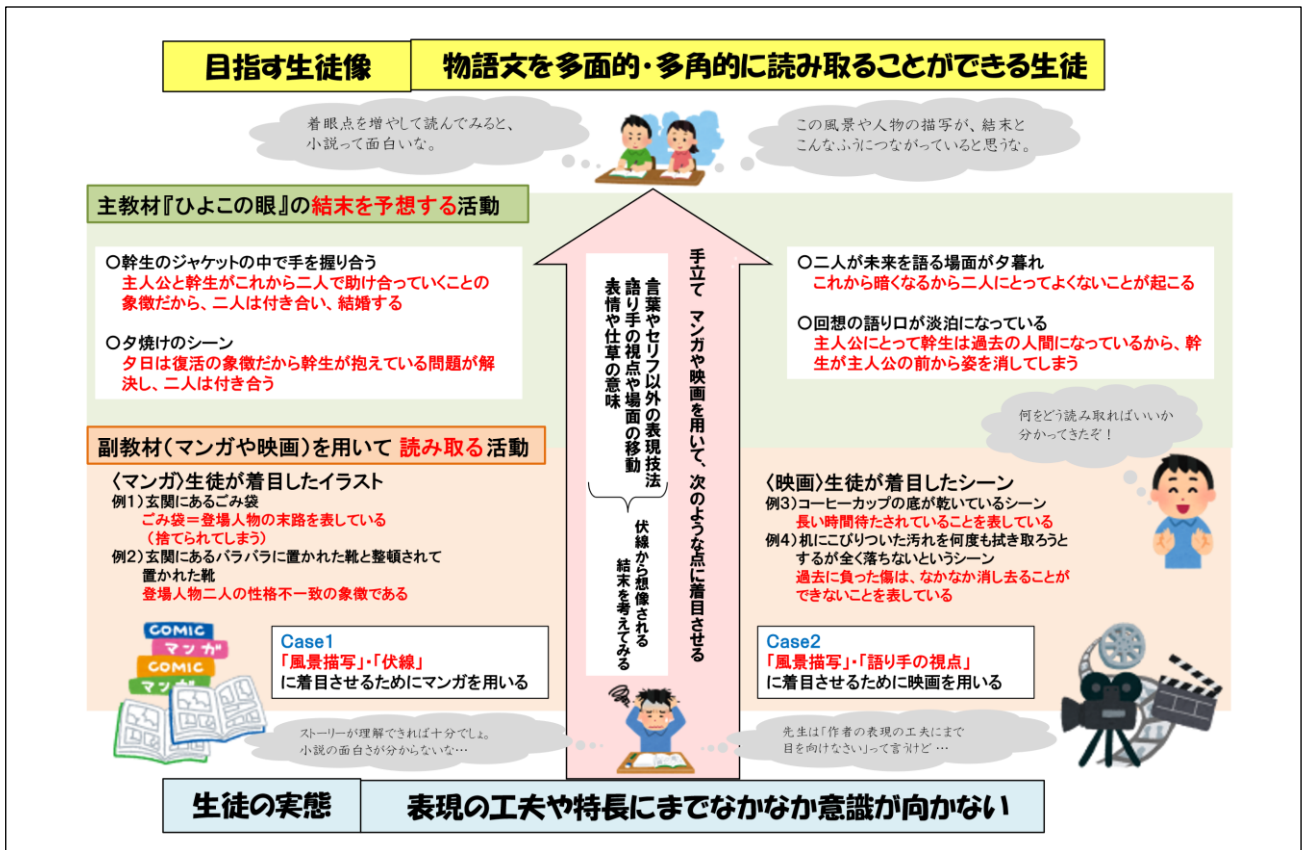 目指す生徒像
物語文を多面的・多角的に読み取ることができる生徒
着眼点を増やして読んでみると、
小説って面白いな。
この風景や人物の描写が、結末と
こんなふうにつながっていると思うな。
主教材『ひよこの眼』の結末を予想する活動
○幹生のジャケットの中で手を握り合う
主人公と幹生がこれから二人で助け合っていくことの
象徴だから、二人は付き合い、結婚する
○夕焼けのシーン
夕日は復活の象徴だから幹生が抱えている問題が解
決し、二人は付き合う
手立て マンガや映画を用いて、次のような点に着目させる
・言葉やセリフ以外の表現技法
・語り手の視点や場面の移動
・表情や仕草の意味
伏線から想像される
結末を考えてみる
○二人が未来を語る場面が夕暮れ
これから暗くなるから二人にとってよくないことが起こる
○回想の語り口が淡泊になっている
主人公にとって幹生は過去の人間になっているから、幹
生が主人公の前から姿を消してしまう
何をどう読み取ればいいか
分かってきたぞ！
副教材(マンガや映画)を用いて 読み取る活動
〈マンガ〉生徒が着目したイラスト
例1)玄関にあるごみ袋
ごみ袋＝登場人物の末路を表している
(捨てられてしまう)
例2)玄関にあるバラバラに置かれた靴と整頓されて
置かれた靴
登場人物二人の性格不一致の象徴である
〈映画〉生徒が着目したシーン
例3)コーヒーカップの底が乾いているシーン
長い時間待たされていることを表している
例4)机にこびりついた汚れを何度も拭き取ろうと
するが全く落ちないというシーン
過去に負った傷は、なかなか消し去ることが
できないことを表している
COMIC
マンガ
COMIC
マンガ
Case1
「風景描写」・「伏線」
に着目させるためにマンガを用いる
Case2
「風景描写」・「語り手の視点」
に着目させるために映画を用いる
ストーリーが理解できれば十分でしょ。
小説の面白さが分からないな…
先生は「作者の表現の工夫にまで
目を向けなさい」って言うけど …
生徒の実態
表現の工夫や特長にまでなかなか意識が向かない